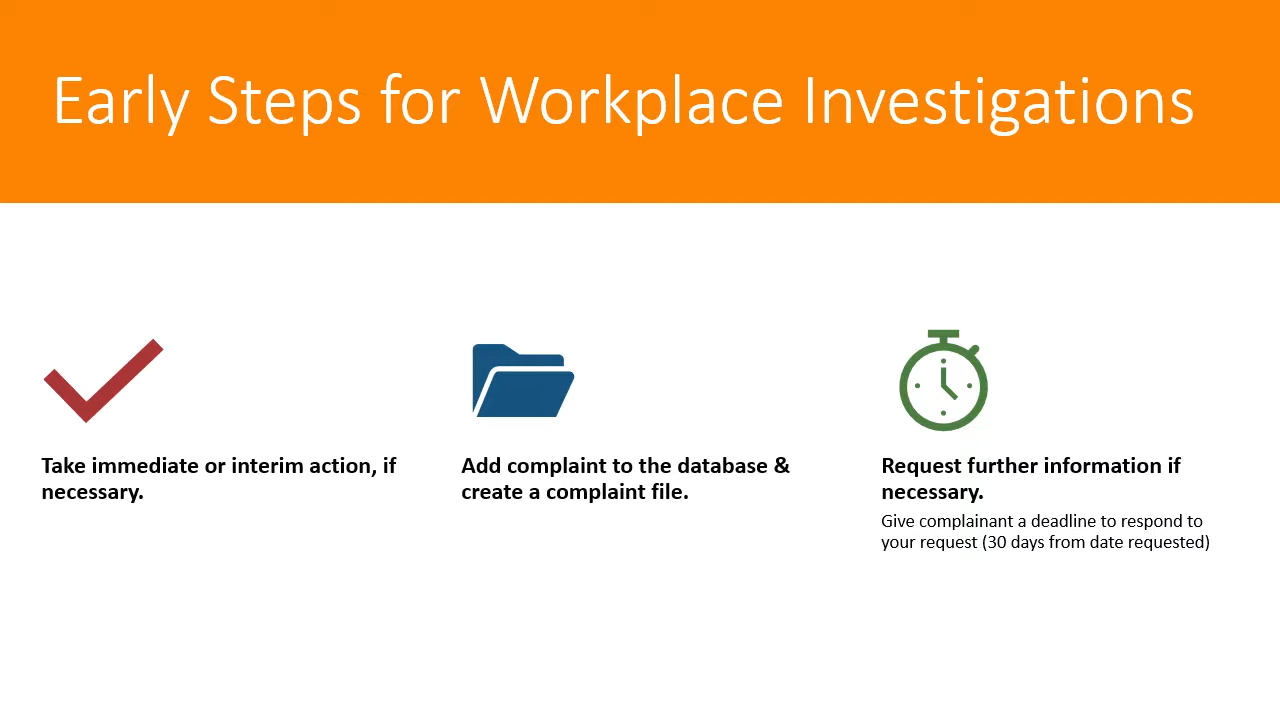 Early Steps for Workplace Investigations
Take immediate or interim action, if
necessary.
Add complaint to the database &
create a complaint file.
Request further information if
necessary.
Give complainant a deadline to respond to
your request (30 days from date requested)